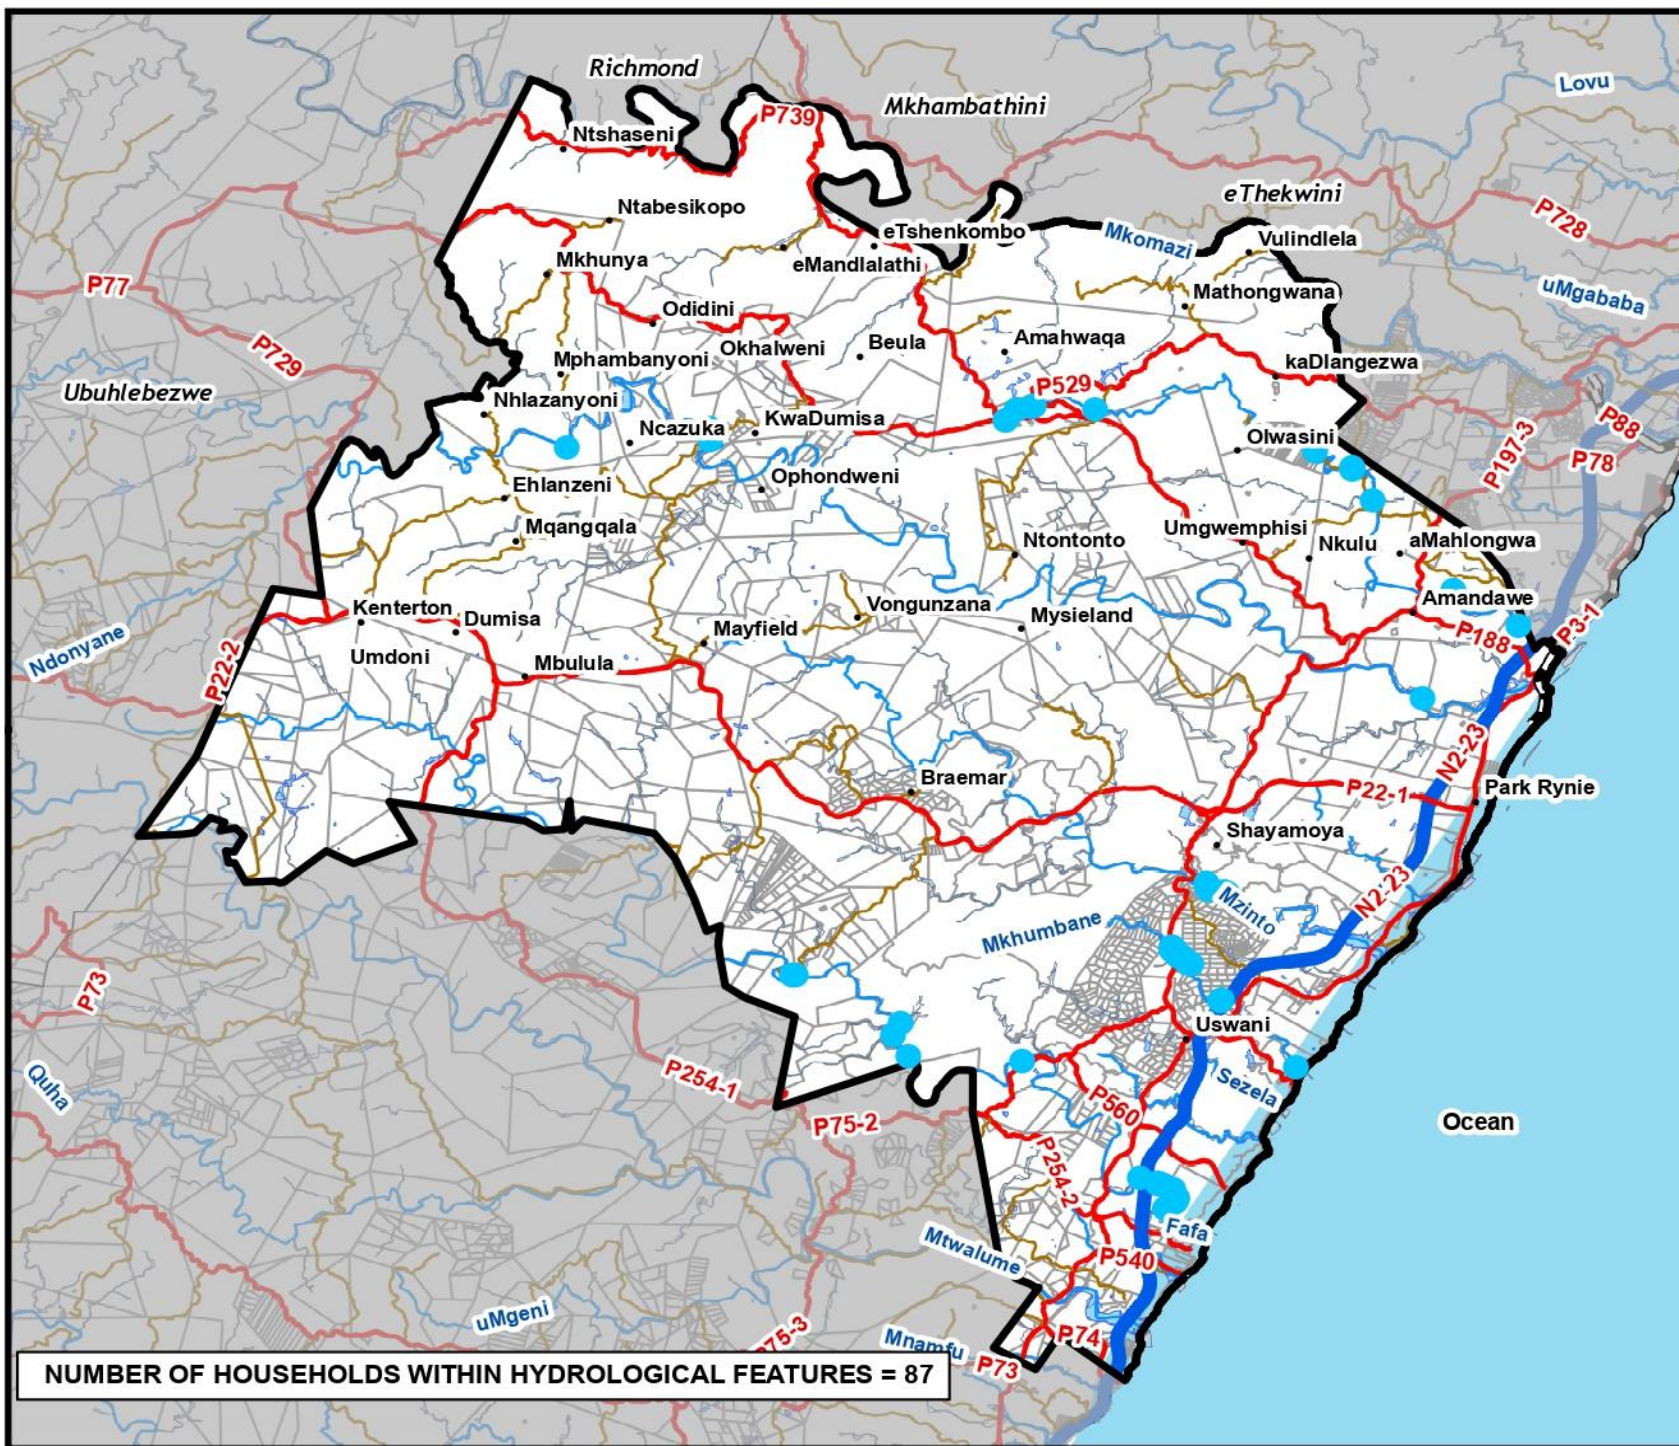 Richmond
Lovu
Mkhambathini
P739
Ntshaseni
eThekwini
Ntabesikopo
P728
eTshenkombo
Mkomazi
Vulindlela
eMandlalathi
Mkhunya
P77
uMgababa
Mathongwana
Odidini
P729
Okhalweni
Beula
Amahwaqa
Mphambanyoni
kaDlangezwa
Ubuhlebezwe
P529
Nhlazanyoni
P88
KwaDumisa
Ncazuka
Olwasini
P197-3
P78
Ophondweni
Ehlanzeni
Mqangqala
Umgwemphisi
Ntontonto
Nkulu
aMahlongwa
Kenterton
Dumisa
Vongunzana
Mysieland
Amandawe
P3-1
Mayfield
P188
Ndonyane
P22-2
Umdoni
Mbulula
N2-23
Braemar
P22-1
Park Rynie
Shayamoya
N2-23
Mzinto
Mkhumbane
P73
Uswani
Quha
P254-1
Sezela
P560
P75-2
Ocean
P254-2
Mtwalume
Fafa
P540
uMgeni
P75-3
Mnamfu
P74
P73
NUMBER OF HOUSEHOLDS WITHIN HYDROLOGICAL FEATURES = 87